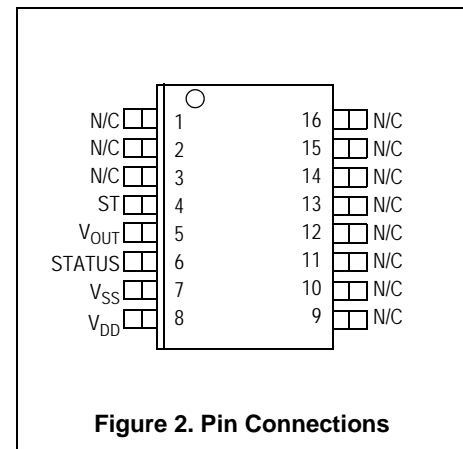 N/C 1 16 N/C
N/C 2 15 N/C
N/C 3 14 N/C
ST 4 13 N/C
VOUT 5 12 N/C
STATUS 6 11 N/C
VSS 7 10 N/C
VDD 8 9 N/C
Figure 2. Pin Connections